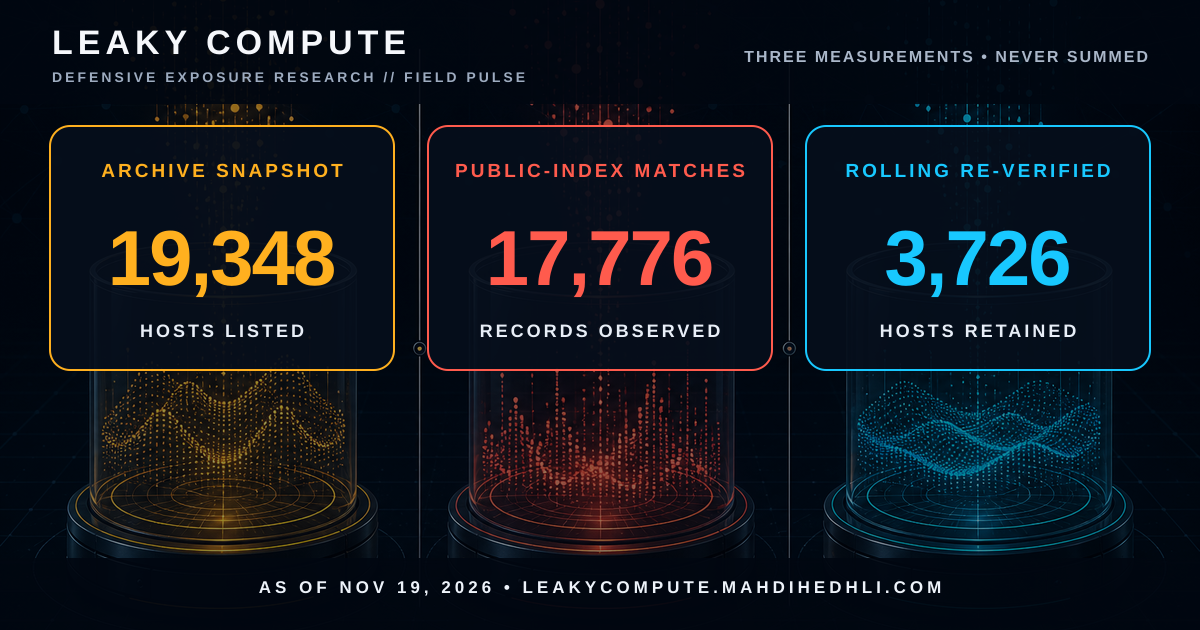 LEAKY COMPUTE
DEFENSIVE EXPOSURE RESEARCH // FIELD PULSE
THREE MEASUREMENTS • NEVER SUMMED
ARCHIVE SNAPSHOT
19,348
HOSTS LISTED
PUBLIC-INDEX MATCHES
17,776
RECORDS OBSERVED
ROLLING RE-VERIFIED
3,726
HOSTS RETAINED
AS OF NOV 19, 2026 • LEAKYCOMPUTE.MAHDIHEDHLI.COM